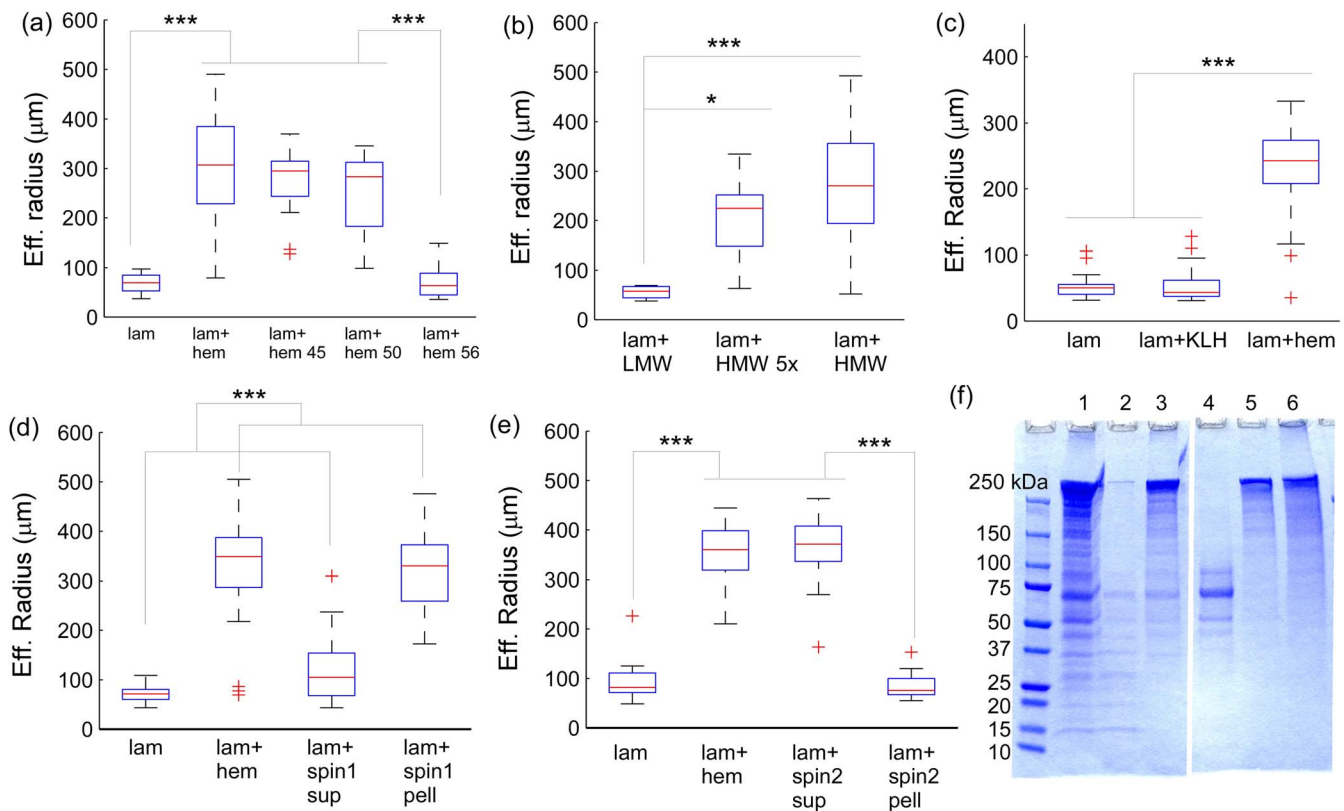 (a)
Eff. radius (μm)
600
500
400
300
200
100
0
***
***
lam
lam+
hem
lam+
hem 45
lam+
hem 50
lam+
hem 56
(b)
Eff. radius (μm)
600
500
400
300
200
100
0
***
*
lam+
LMW
lam+
HMW 5x
lam+
HMW
(c)
Eff. Radius (μm)
400
300
200
100
0
***
lam
lam+KLH
lam+hem
(d)
Eff. Radius (μm)
600
500
400
300
200
100
0
***
lam
lam+
hem
lam+
spin1
sup
lam+
spin1
pell
(e)
Eff. Radius (μm)
600
500
400
300
200
100
0
***
***
lam
lam+
hem
lam+
spin2
sup
lam+
spin2
pell
(f)
1 2 3 4 5 6
250 kDa
150
100
75
50
37
25
20
15
10